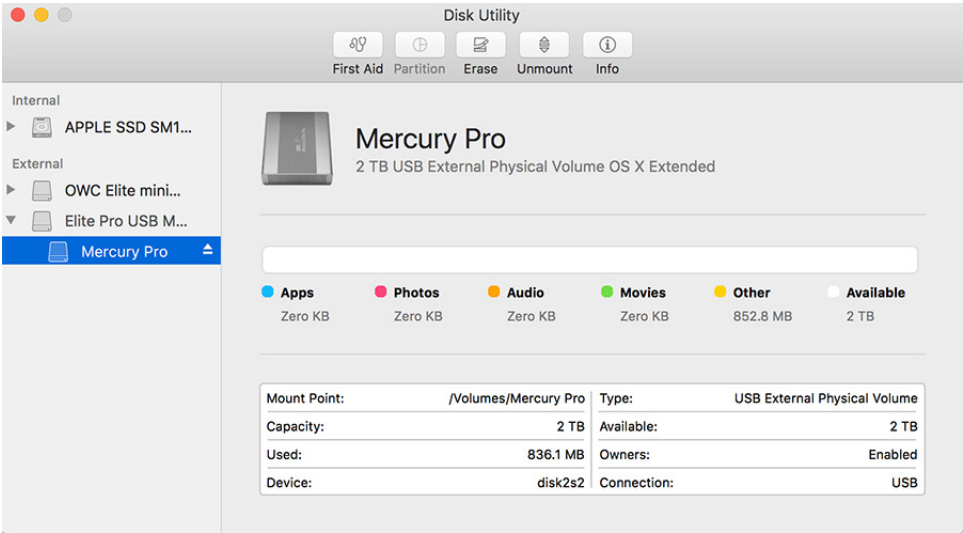 Disk Utility
First Aid Partition Erase Unmount Info
Internal
APPLE SSD SM1...
External
OWC Elite mini...
Elite Pro USB M...
Mercury Pro
Mercury Pro
2 TB USB External Physical Volume OS X Extended
Apps Photos Audio Movies Other Available
Zero KB Zero KB Zero KB Zero KB 852.8 MB 2 TB
Mount Point: /Volumes/Mercury Pro Type: USB External Physical Volume
Capacity: 2 TB Available: 2 TB
Used: 836.1 MB Owners: Enabled
Device: disk2s2 Connection: USB